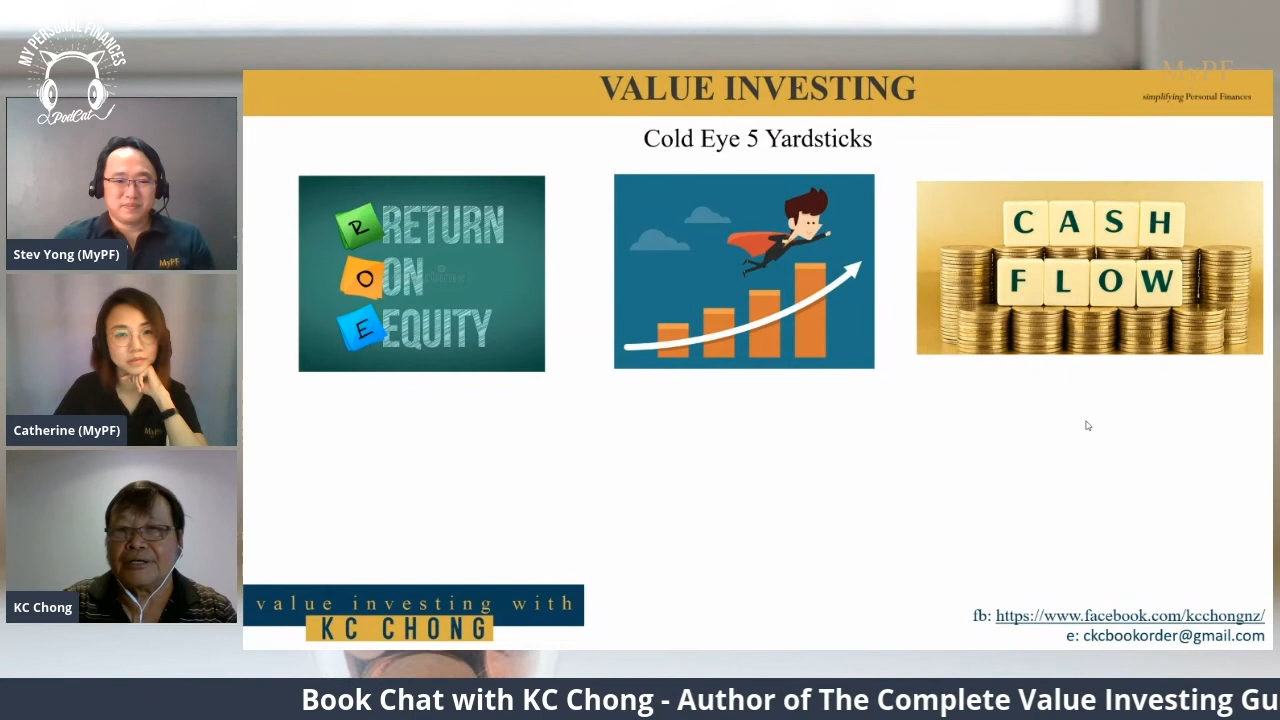 MY PERSONAL FINANCES
PodCat
VALUE INVESTING
MyPF
simplifying Personal Finances
Cold Eye 5 Yardsticks
R RETURN
O ON
E EQUITY
CASH
FLOW
Stev Yong (MyPF)
MyPF
Catherine (MyPF)
KC Chong
value investing with
KC CHONG
fb: https://www.facebook.com/kcchongnz/
e: ckcbookorder@gmail.com
Book Chat with KC Chong - Author of The Complete Value Investing Gu